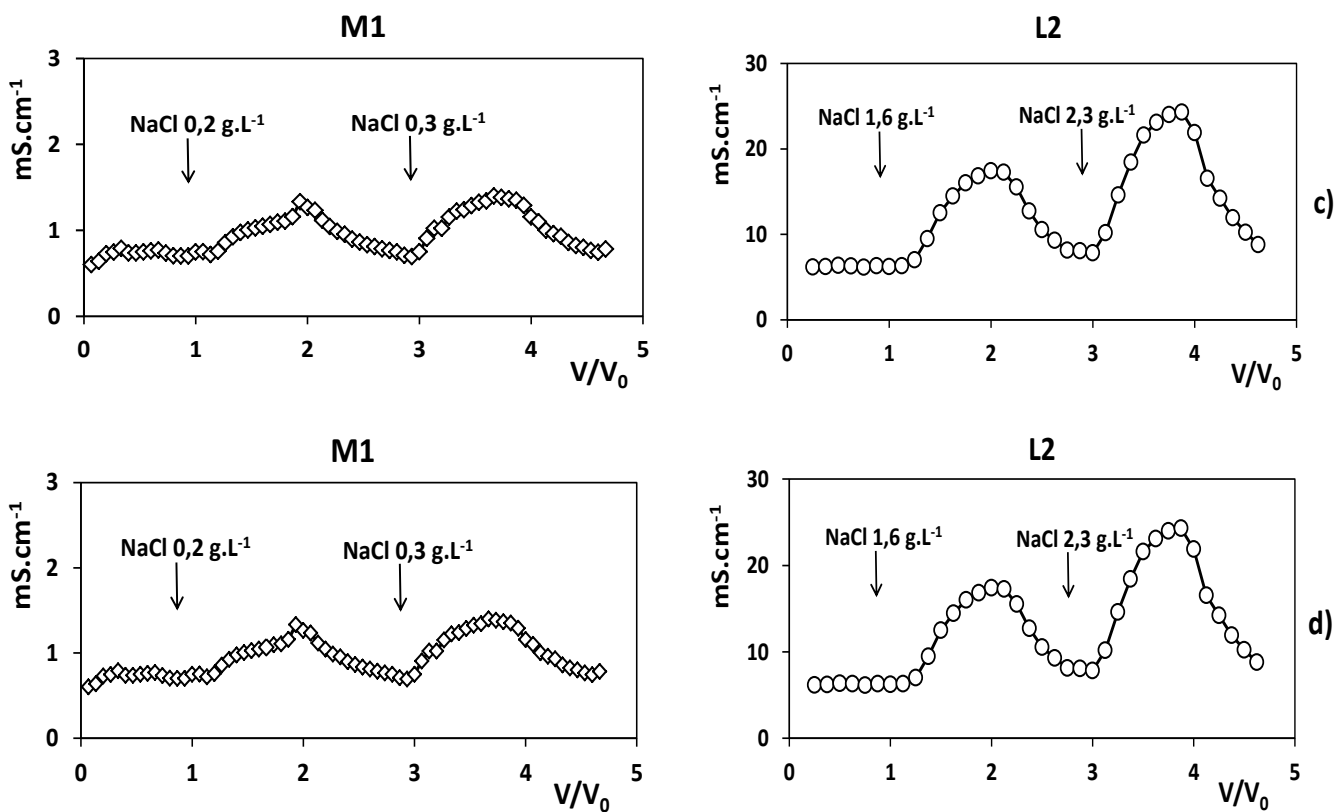 M1
mS.cm⁻¹
3
2
1
0
NaCl 0,2 g.L⁻¹
NaCl 0,3 g.L⁻¹
0 1 2 3 4 5
V/V₀
L2
mS.cm⁻¹
30
20
10
0
NaCl 1,6 g.L⁻¹
NaCl 2,3 g.L⁻¹
0 1 2 3 4 5
V/V₀
c)
M1
mS.cm⁻¹
3
2
1
0
NaCl 0,2 g.L⁻¹
NaCl 0,3 g.L⁻¹
0 1 2 3 4 5
V/V₀
L2
mS.cm⁻¹
30
20
10
0
NaCl 1,6 g.L⁻¹
NaCl 2,3 g.L⁻¹
0 1 2 3 4 5
V/V₀
d)